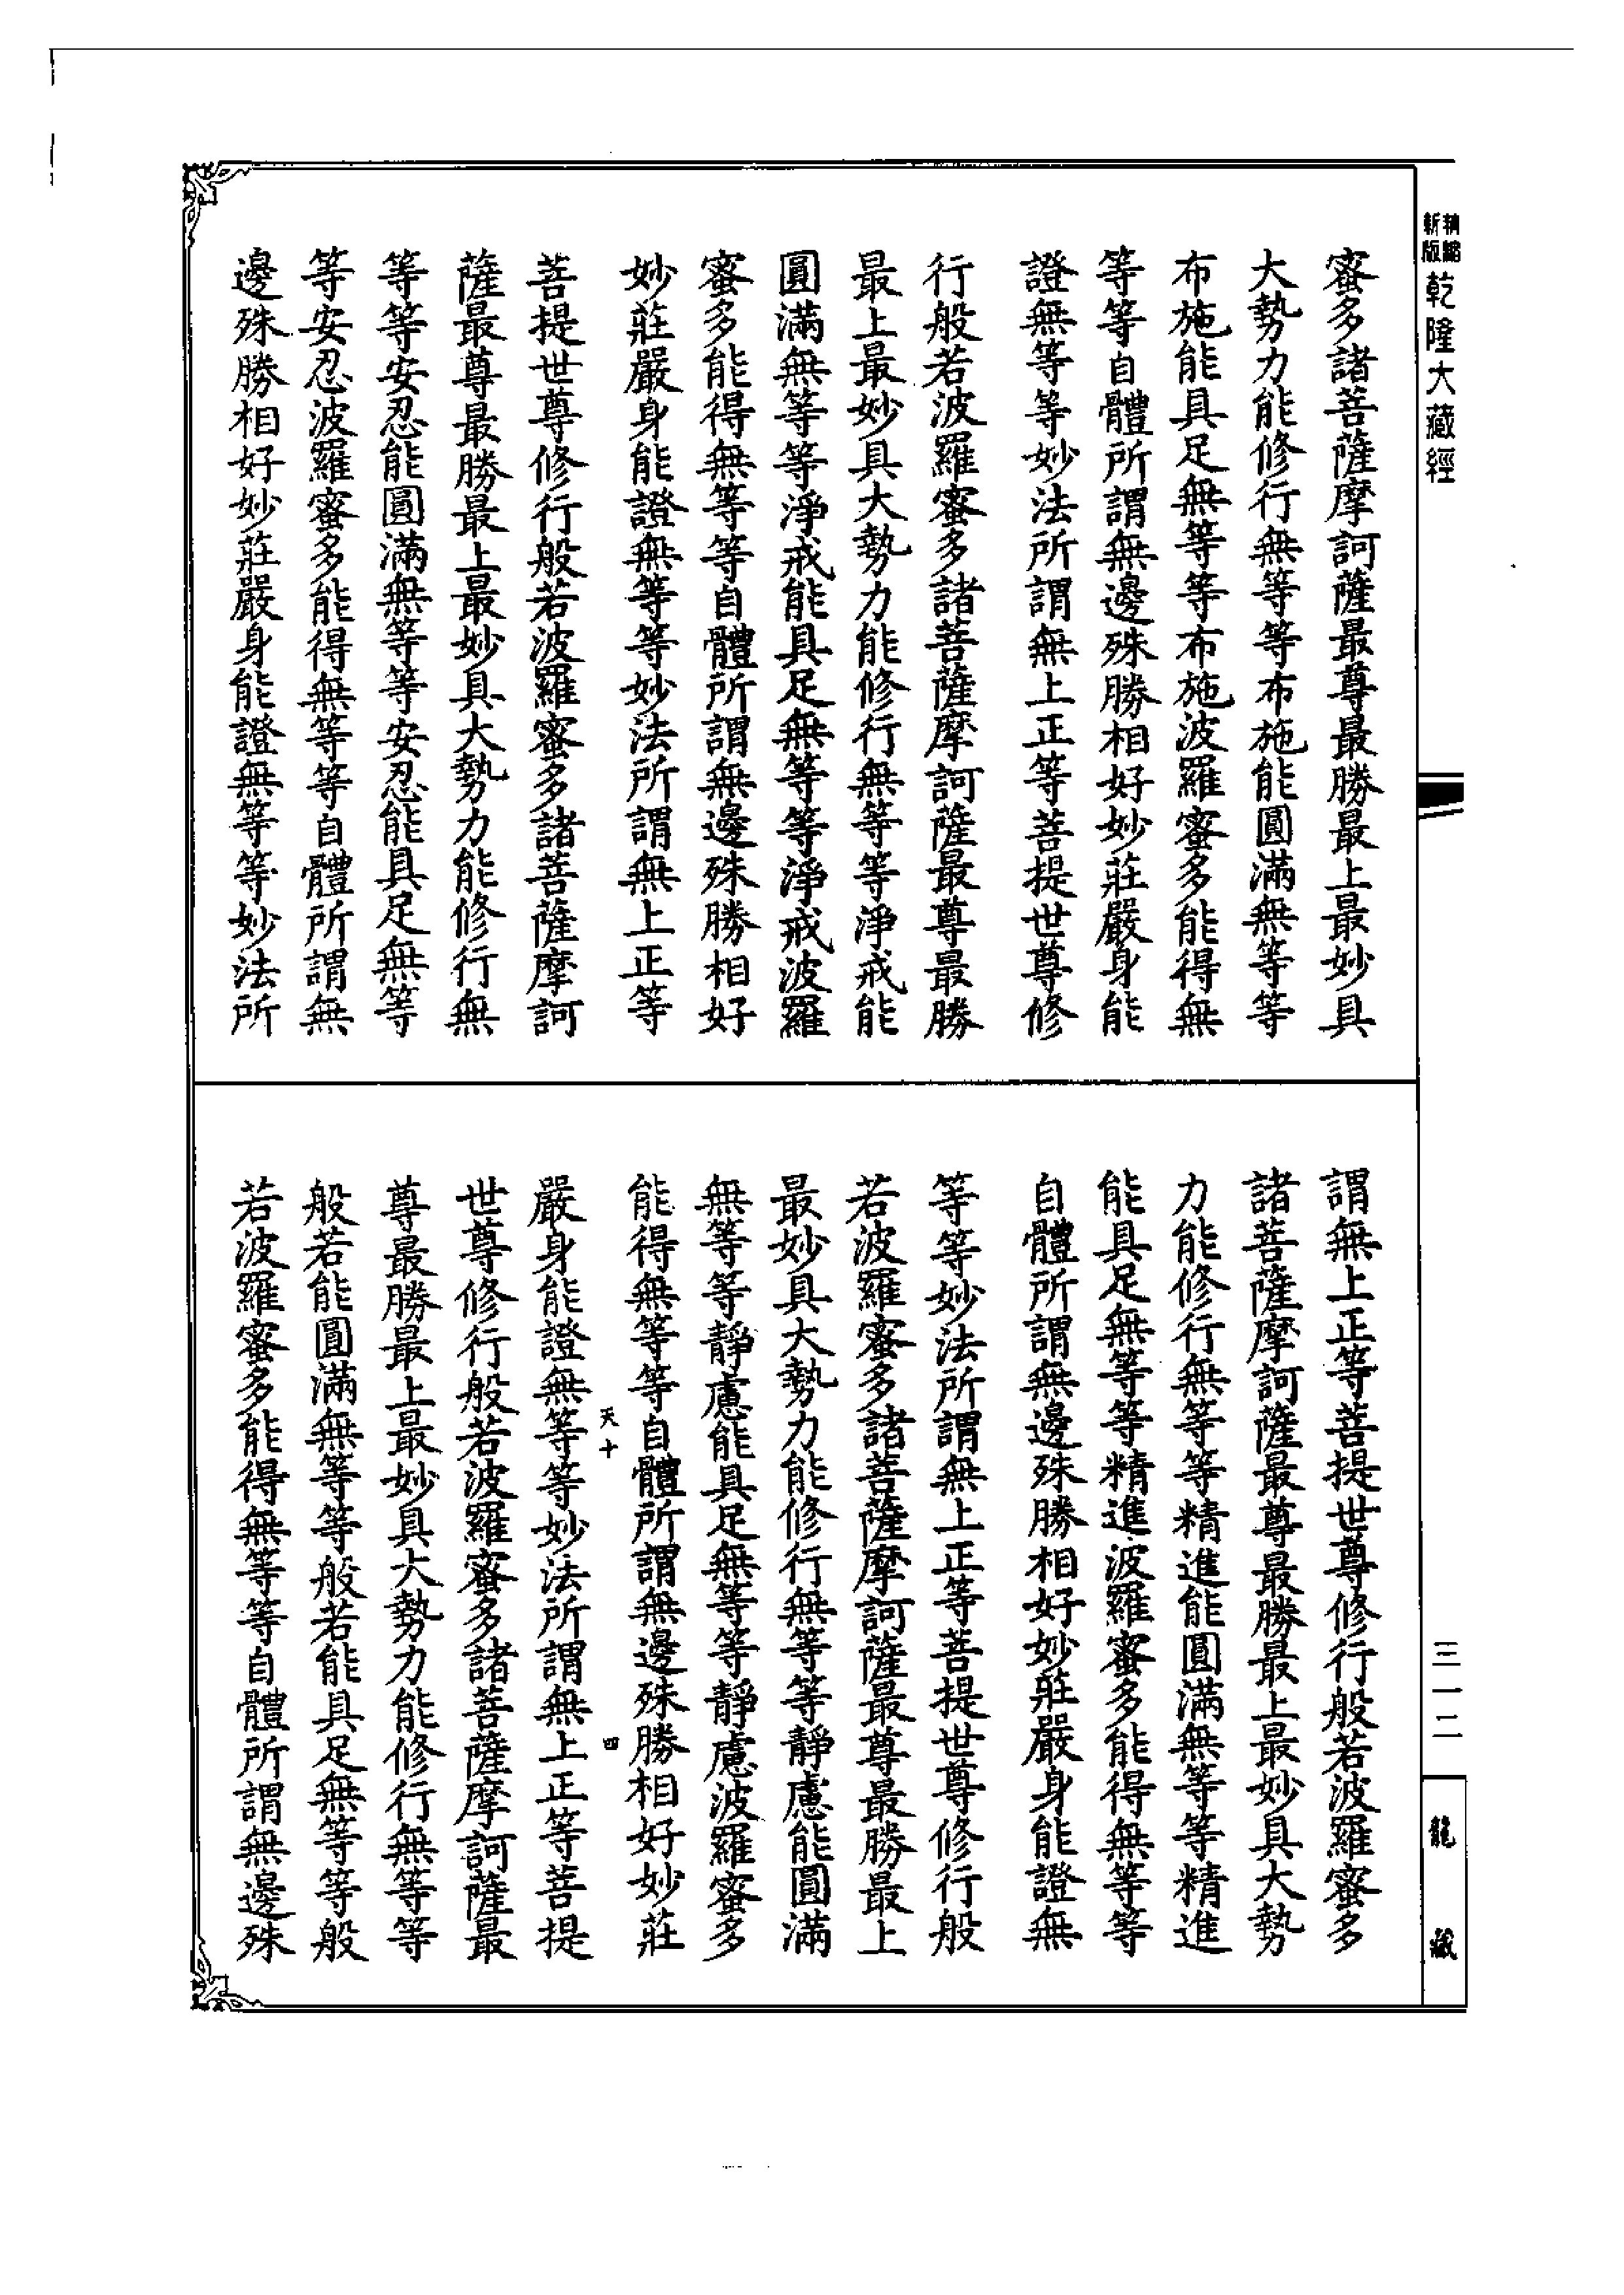 精縮新版乾隆大藏經
蜜多諸菩薩摩訶薩最尊最勝最上最妙具
大勢力能修行無等等布施能圓滿無等等
布施能具足無等等布施波羅蜜多能得無
等等自體所謂無邊殊勝相好妙莊嚴身能
證無等等妙法所謂無上正等菩提世尊修
行般若波羅蜜多諸菩薩摩訶薩最尊最勝
最上最妙具大勢力能修行無等等淨戒能
圓滿無等等淨戒能具足無等等淨戒波羅
蜜多能得無等等自體所謂無邊殊勝相好
妙莊嚴身能證無等等妙法所謂無上正等
菩提世尊修行般若波羅蜜多諸菩薩摩訶
薩最尊最勝最上最妙具大勢力能修行無
等等安忍能圓滿無等等安忍能具足無等
等安忍波羅蜜多能得無等等自體所謂無
邊殊勝相好妙莊嚴身能證無等等妙法所
謂無上正等菩提世尊修行般若波羅蜜多
諸菩薩摩訶薩最尊最勝最上最妙具大勢
力能修行無等等精進能圓滿無等等精進
能具足無等等精進波羅蜜多能得無等等
自體所謂無邊殊勝相好妙莊嚴身能證無
等等妙法所謂無上正等菩提世尊修行般
若波羅蜜多諸菩薩摩訶薩最尊最勝最上
最妙具大勢力能修行無等等靜慮能圓滿
無等等靜慮能具足無等等靜慮波羅蜜多
能得無等等自體所謂無邊殊勝相好妙莊
天十 四
嚴身能證無等等妙法所謂無上正等菩提
世尊修行般若波羅蜜多諸菩薩摩訶薩最
尊最勝最上最妙具大勢力能修行無等等
般若能圓滿無等等般若能具足無等等般
若波羅蜜多能得無等等自體所謂無邊殊
三一二
龍藏